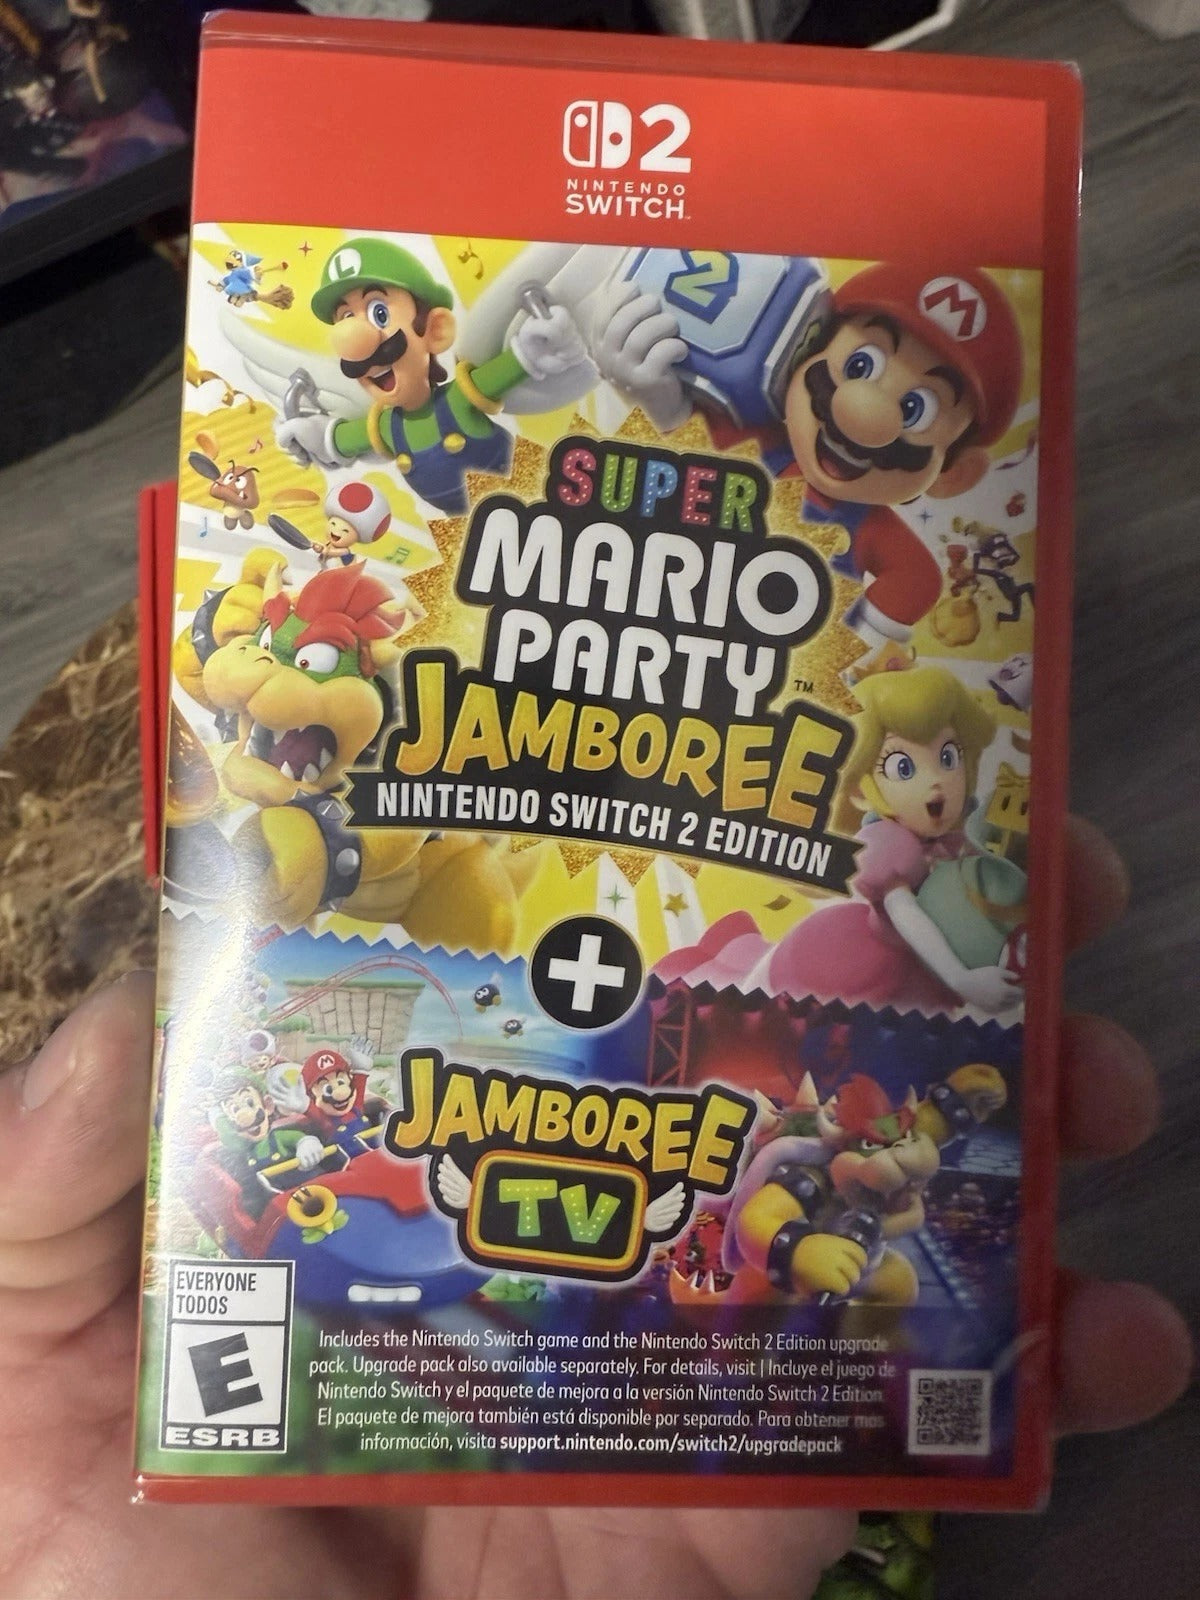 2
NINTENDO
SWITCH
L
2
M
SUPER
MARIO
PARTY
TM
JAMBOREE
NINTENDO SWITCH 2 EDITION
+
M
JAMBOREE
TV
EVERYONE
TODOS
E
ESRB
Includes the Nintendo Switch game and the Nintendo Switch 2 Edition upgrade
pack. Upgrade pack also available separately. For details, visit | Incluye el juego de
Nintendo Switch y el paquete de mejora a la versión Nintendo Switch 2 Edition.
El paquete de mejora también está disponible por separado. Para obtener más
información, visita support.nintendo.com/switch2/upgradepack